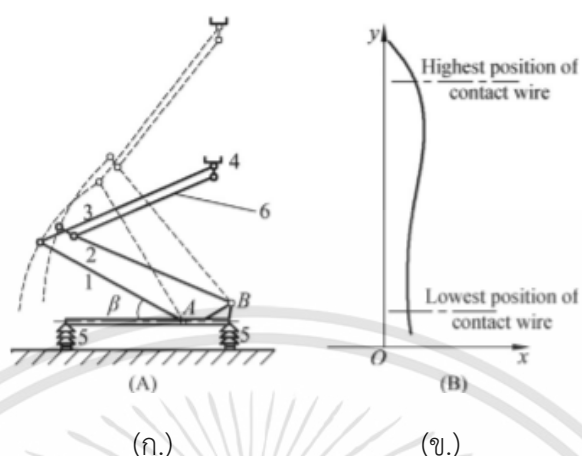 4
3
6
2
1
β
A
B
5
5
(A)
y
Highest position of
contact wire
Lowest position of
contact wire
O
x
(B)
(ก.)
(ข.)